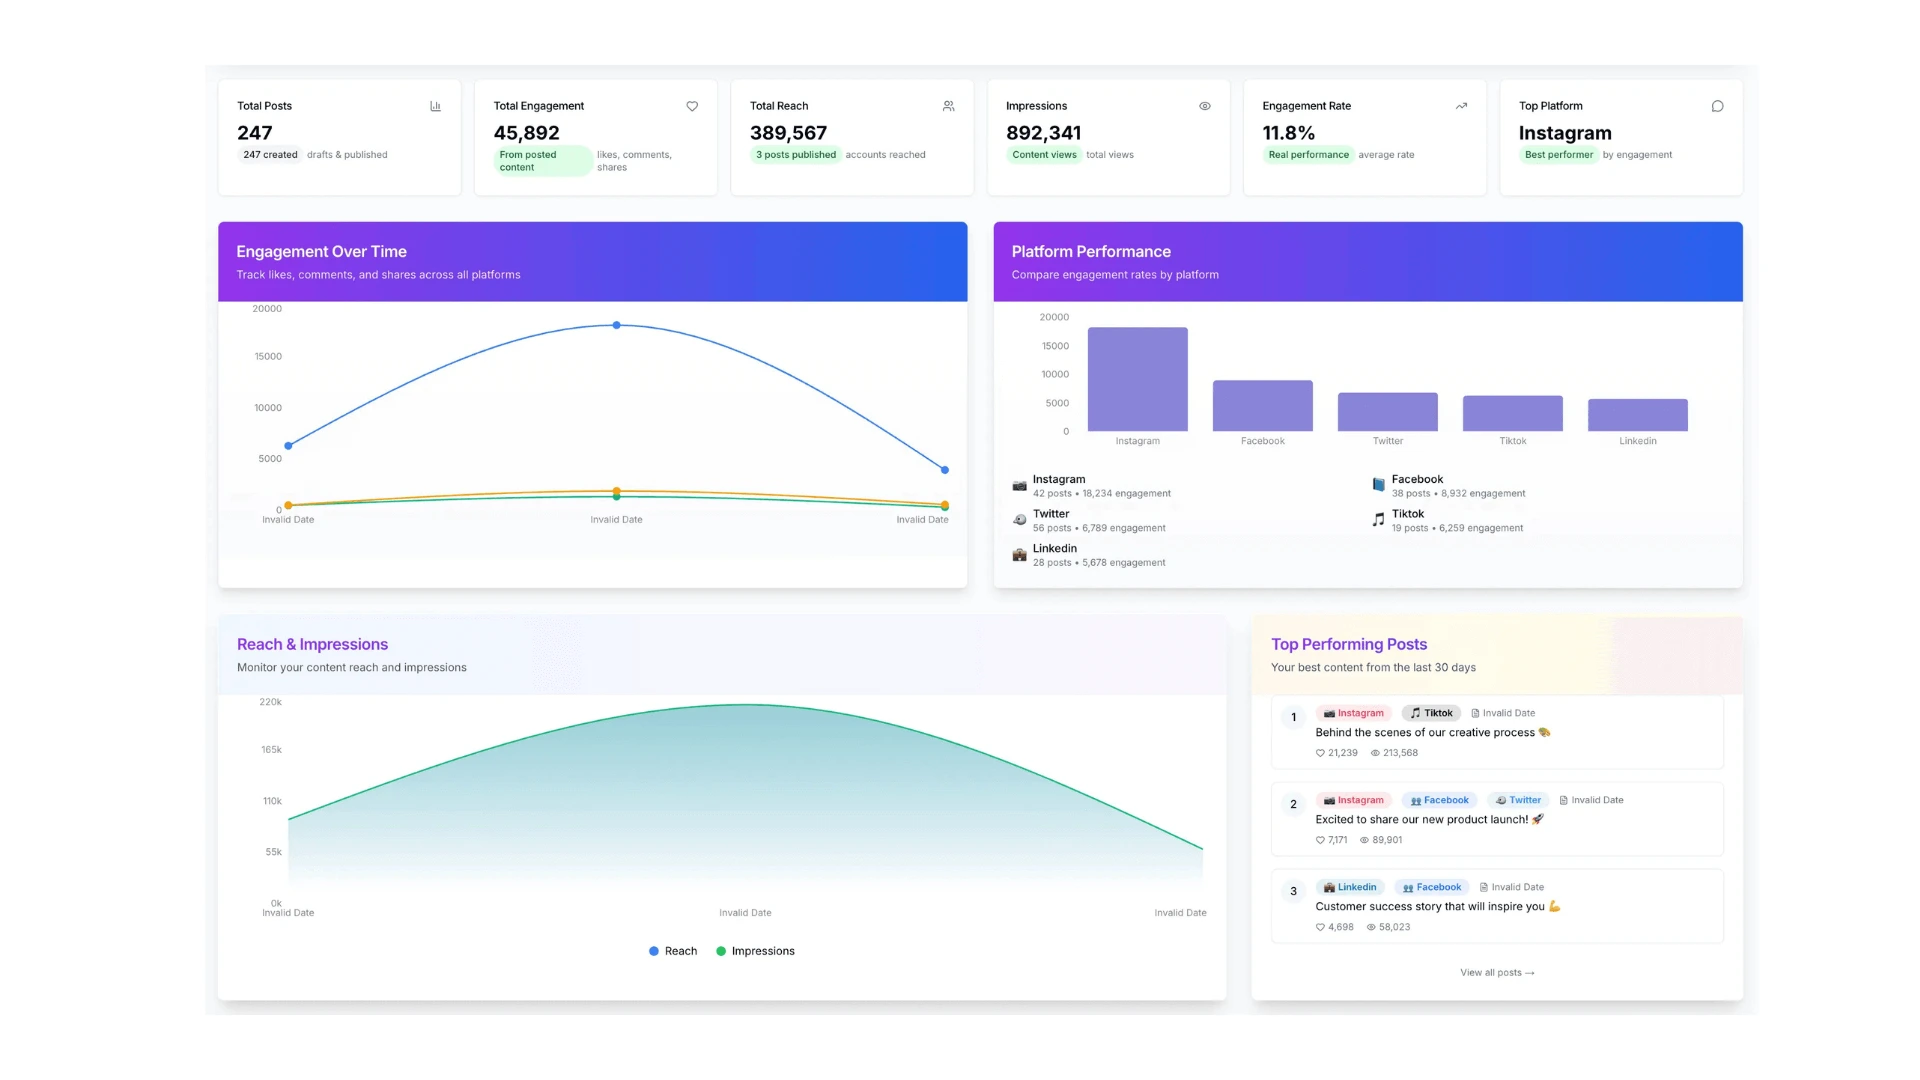 Total Posts
247
247 created drafts & published
Total Engagement
45,892
From posted content likes, comments, shares
Total Reach
389,567
3 posts published accounts reached
Impressions
892,341
Content views total views
Engagement Rate
11.8%
Real performance average rate
Top Platform
Instagram
Best performer by engagement
Engagement Over Time
Track likes, comments, and shares across all platforms
20000
15000
10000
5000
0
Invalid Date Invalid Date Invalid Date
Platform Performance
Compare engagement rates by platform
20000
15000
10000
5000
0
Instagram Facebook Twitter Tiktok Linkedin
Instagram
42 posts • 18,234 engagement
Facebook
38 posts • 8,932 engagement
Twitter
56 posts • 6,789 engagement
Tiktok
19 posts • 6,259 engagement
Linkedin
28 posts • 5,678 engagement
Reach & Impressions
Monitor your content reach and impressions
220k
165k
110k
55k
0k
Invalid Date Invalid Date Invalid Date
Reach Impressions
Top Performing Posts
Your best content from the last 30 days
1 Instagram Tiktok Invalid Date
Behind the scenes of our creative process 🎨
21,239 213,568
2 Instagram Facebook Twitter Invalid Date
Excited to share our new product launch! 🚀
7,171 89,901
3 Linkedin Facebook Invalid Date
Customer success story that will inspire you 💪
4,698 58,023
View all posts →